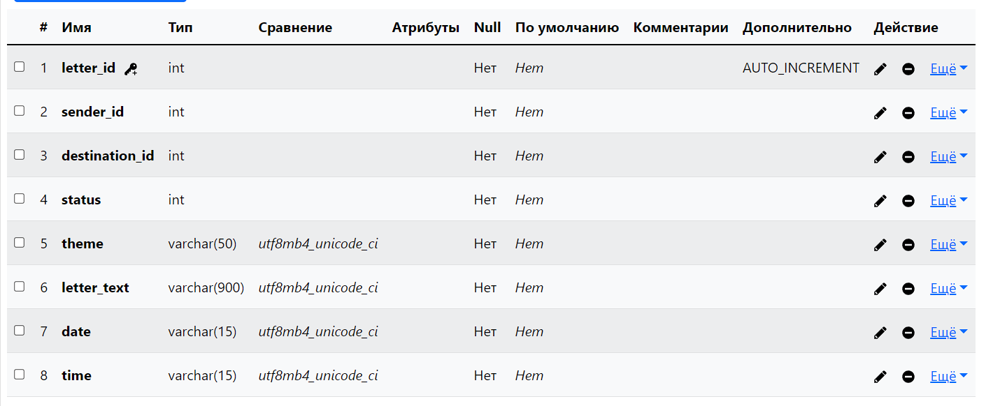 # Имя Тип Сравнение Атрибуты Null По умолчанию Комментарии Дополнительно Действие
1 letter_id int Нет Нет AUTO_INCREMENT Ещё
2 sender_id int Нет Нет Ещё
3 destination_id int Нет Нет Ещё
4 status int Нет Нет Ещё
5 theme varchar(50) utf8mb4_unicode_ci Нет Нет Ещё
6 letter_text varchar(900) utf8mb4_unicode_ci Нет Нет Ещё
7 date varchar(15) utf8mb4_unicode_ci Нет Нет Ещё
8 time varchar(15) utf8mb4_unicode_ci Нет Нет Ещё